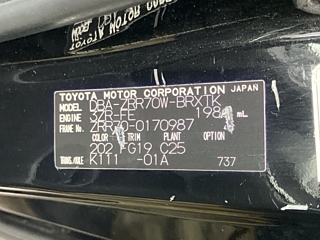 TOYOTA MOTOR CORPORATION JAPAN
MODEL DBA-ZRR70W-BRXTK
ENGINE 3ZR-FE 198 mL
FRAME No. ZRR70-0170987
COLOR TRIM PLANT OPTION
202 FG19 C25
TRANS./AXLE K111 -01A 737